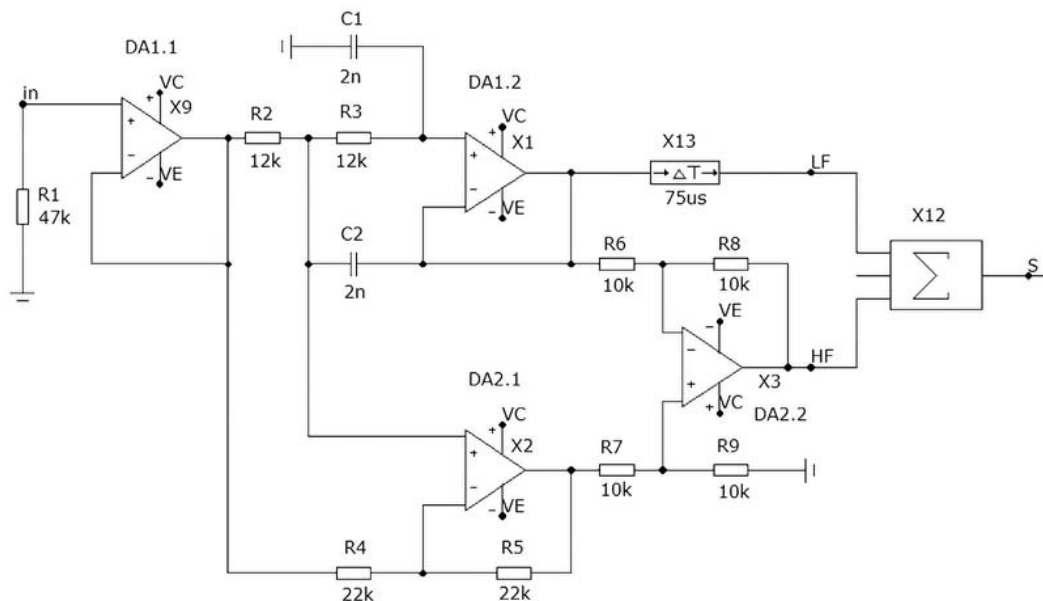 C1
2n
DA1.1
VC
X9
in
+
+
−
−
VE
R1
47k
R2
12k
R3
12k
DA1.2
VC
X1
+
+
−
−
VE
X13
ΔT
75us
LF
X12
Σ
S
C2
2n
R6
10k
R8
10k
VE
−
−
+
+
X3
VC
DA2.2
HF
DA2.1
VC
X2
+
+
−
−
VE
R7
10k
R9
10k
R4
22k
R5
22k